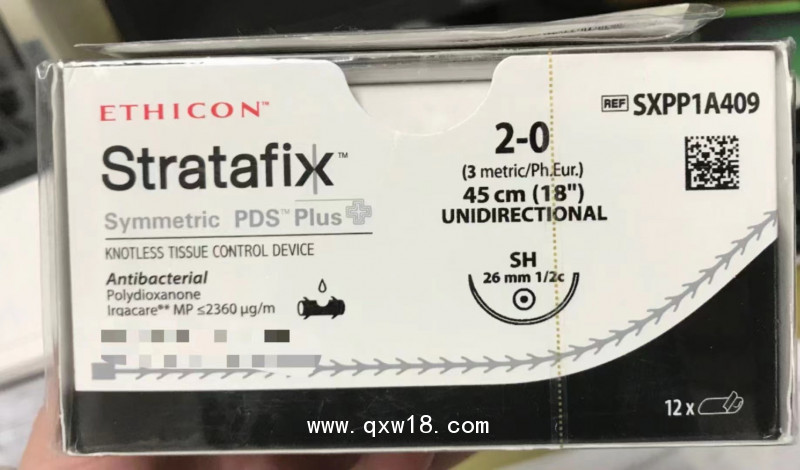 ETHICON™
Stratafix™
Symmetric PDS™ Plus
KNOTLESS TISSUE CONTROL DEVICE
Antibacterial
Polydioxanone
Irgacare®* MP ≤2360 µg/m
REF SXPP1A409
2-0
(3 metric/Ph.Eur.)
45 cm (18")
UNIDIRECTIONAL
SH
26 mm 1/2c
12 x
www.qxw18.com